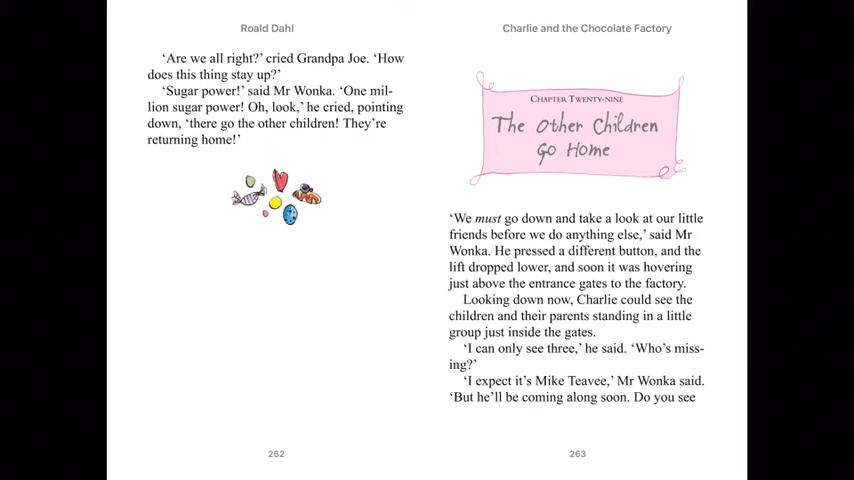 Roald Dahl
‘Are we all right?’ cried Grandpa Joe. ‘How
does this thing stay up?’
‘Sugar power!’ said Mr Wonka. ‘One mil-
lion sugar power! Oh, look,’ he cried, pointing
down, ‘there go the other children! They’re
returning home!’
262
Charlie and the Chocolate Factory
CHAPTER TWENTY-NINE
The Other Children
Go Home
‘We must go down and take a look at our little
friends before we do anything else,’ said Mr
Wonka. He pressed a different button, and the
lift dropped lower, and soon it was hovering
just above the entrance gates to the factory.
Looking down now, Charlie could see the
children and their parents standing in a little
group just inside the gates.
‘I can only see three,’ he said. ‘Who’s miss-
ing?’
‘I expect it’s Mike Teavee,’ Mr Wonka said.
‘But he’ll be coming along soon. Do you see
263